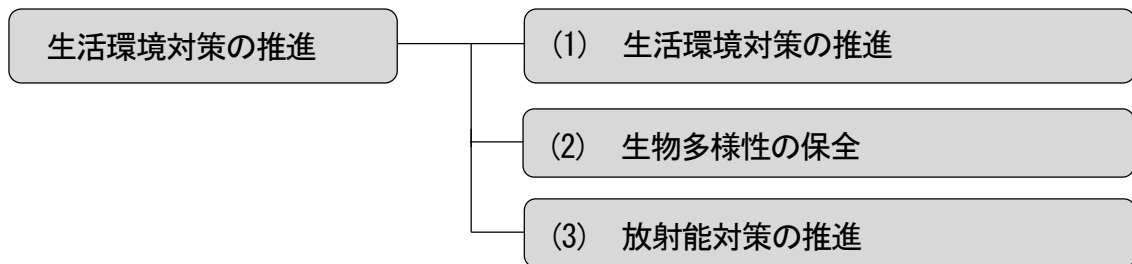 生活環境対策の推進
(1) 生活環境対策の推進
(2) 生物多様性の保全
(3) 放射能対策の推進